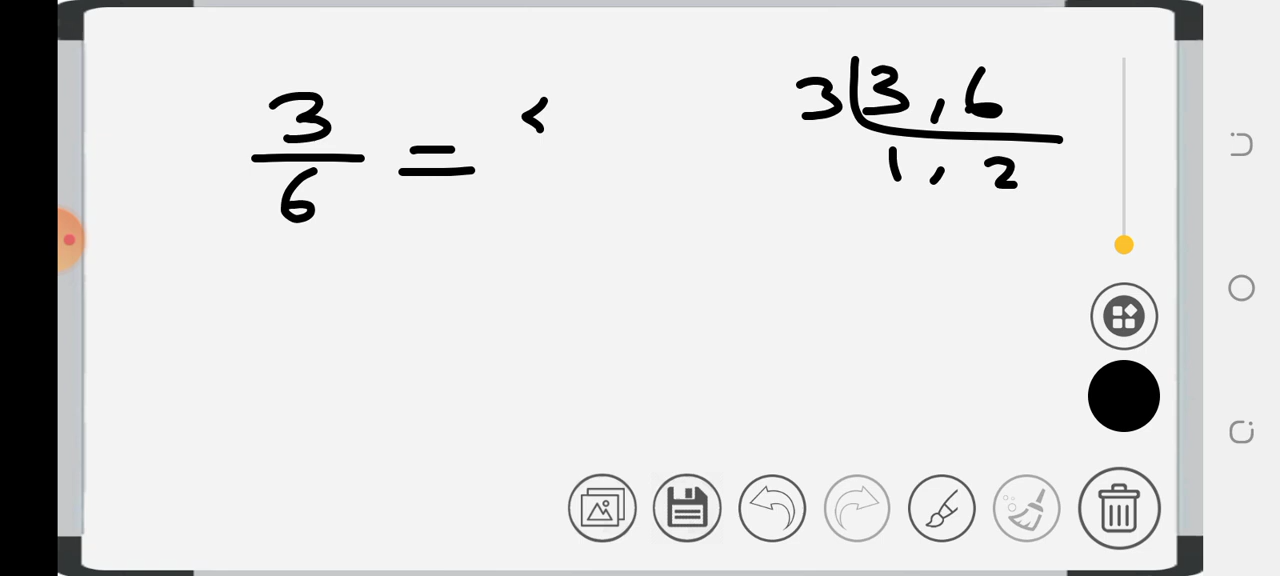 3/6 =
3 | 3, 6
1, 2